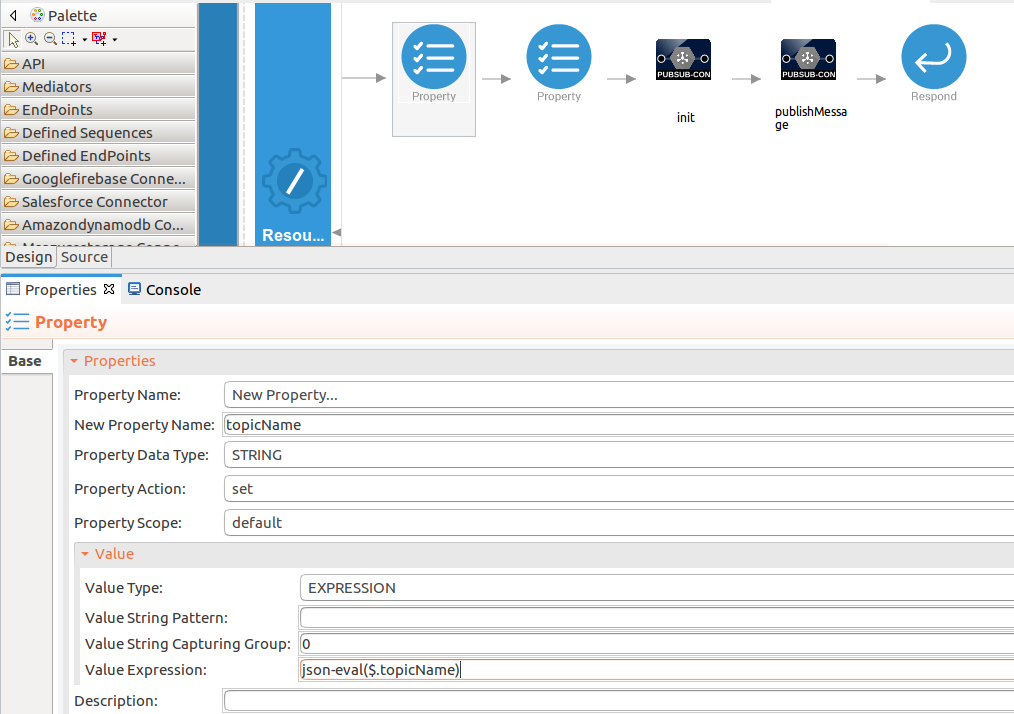 Palette
API
Mediators
EndPoints
Defined Sequences
Defined EndPoints
Googlefirebase Conne...
Salesforce Connector
Amazondynamodb Co...
Property
Property
PUBSUB-CON
init
PUBSUB-CON
publishMessa
ge
Respond
Resou...
Design
Source
Properties
Console
Property
Base
Properties
Property Name: New Property...
New Property Name: topicName
Property Data Type: STRING
Property Action: set
Property Scope: default
Value
Value Type: EXPRESSION
Value String Pattern:
Value String Capturing Group: 0
Value Expression: json-eval($.topicName)
Description: